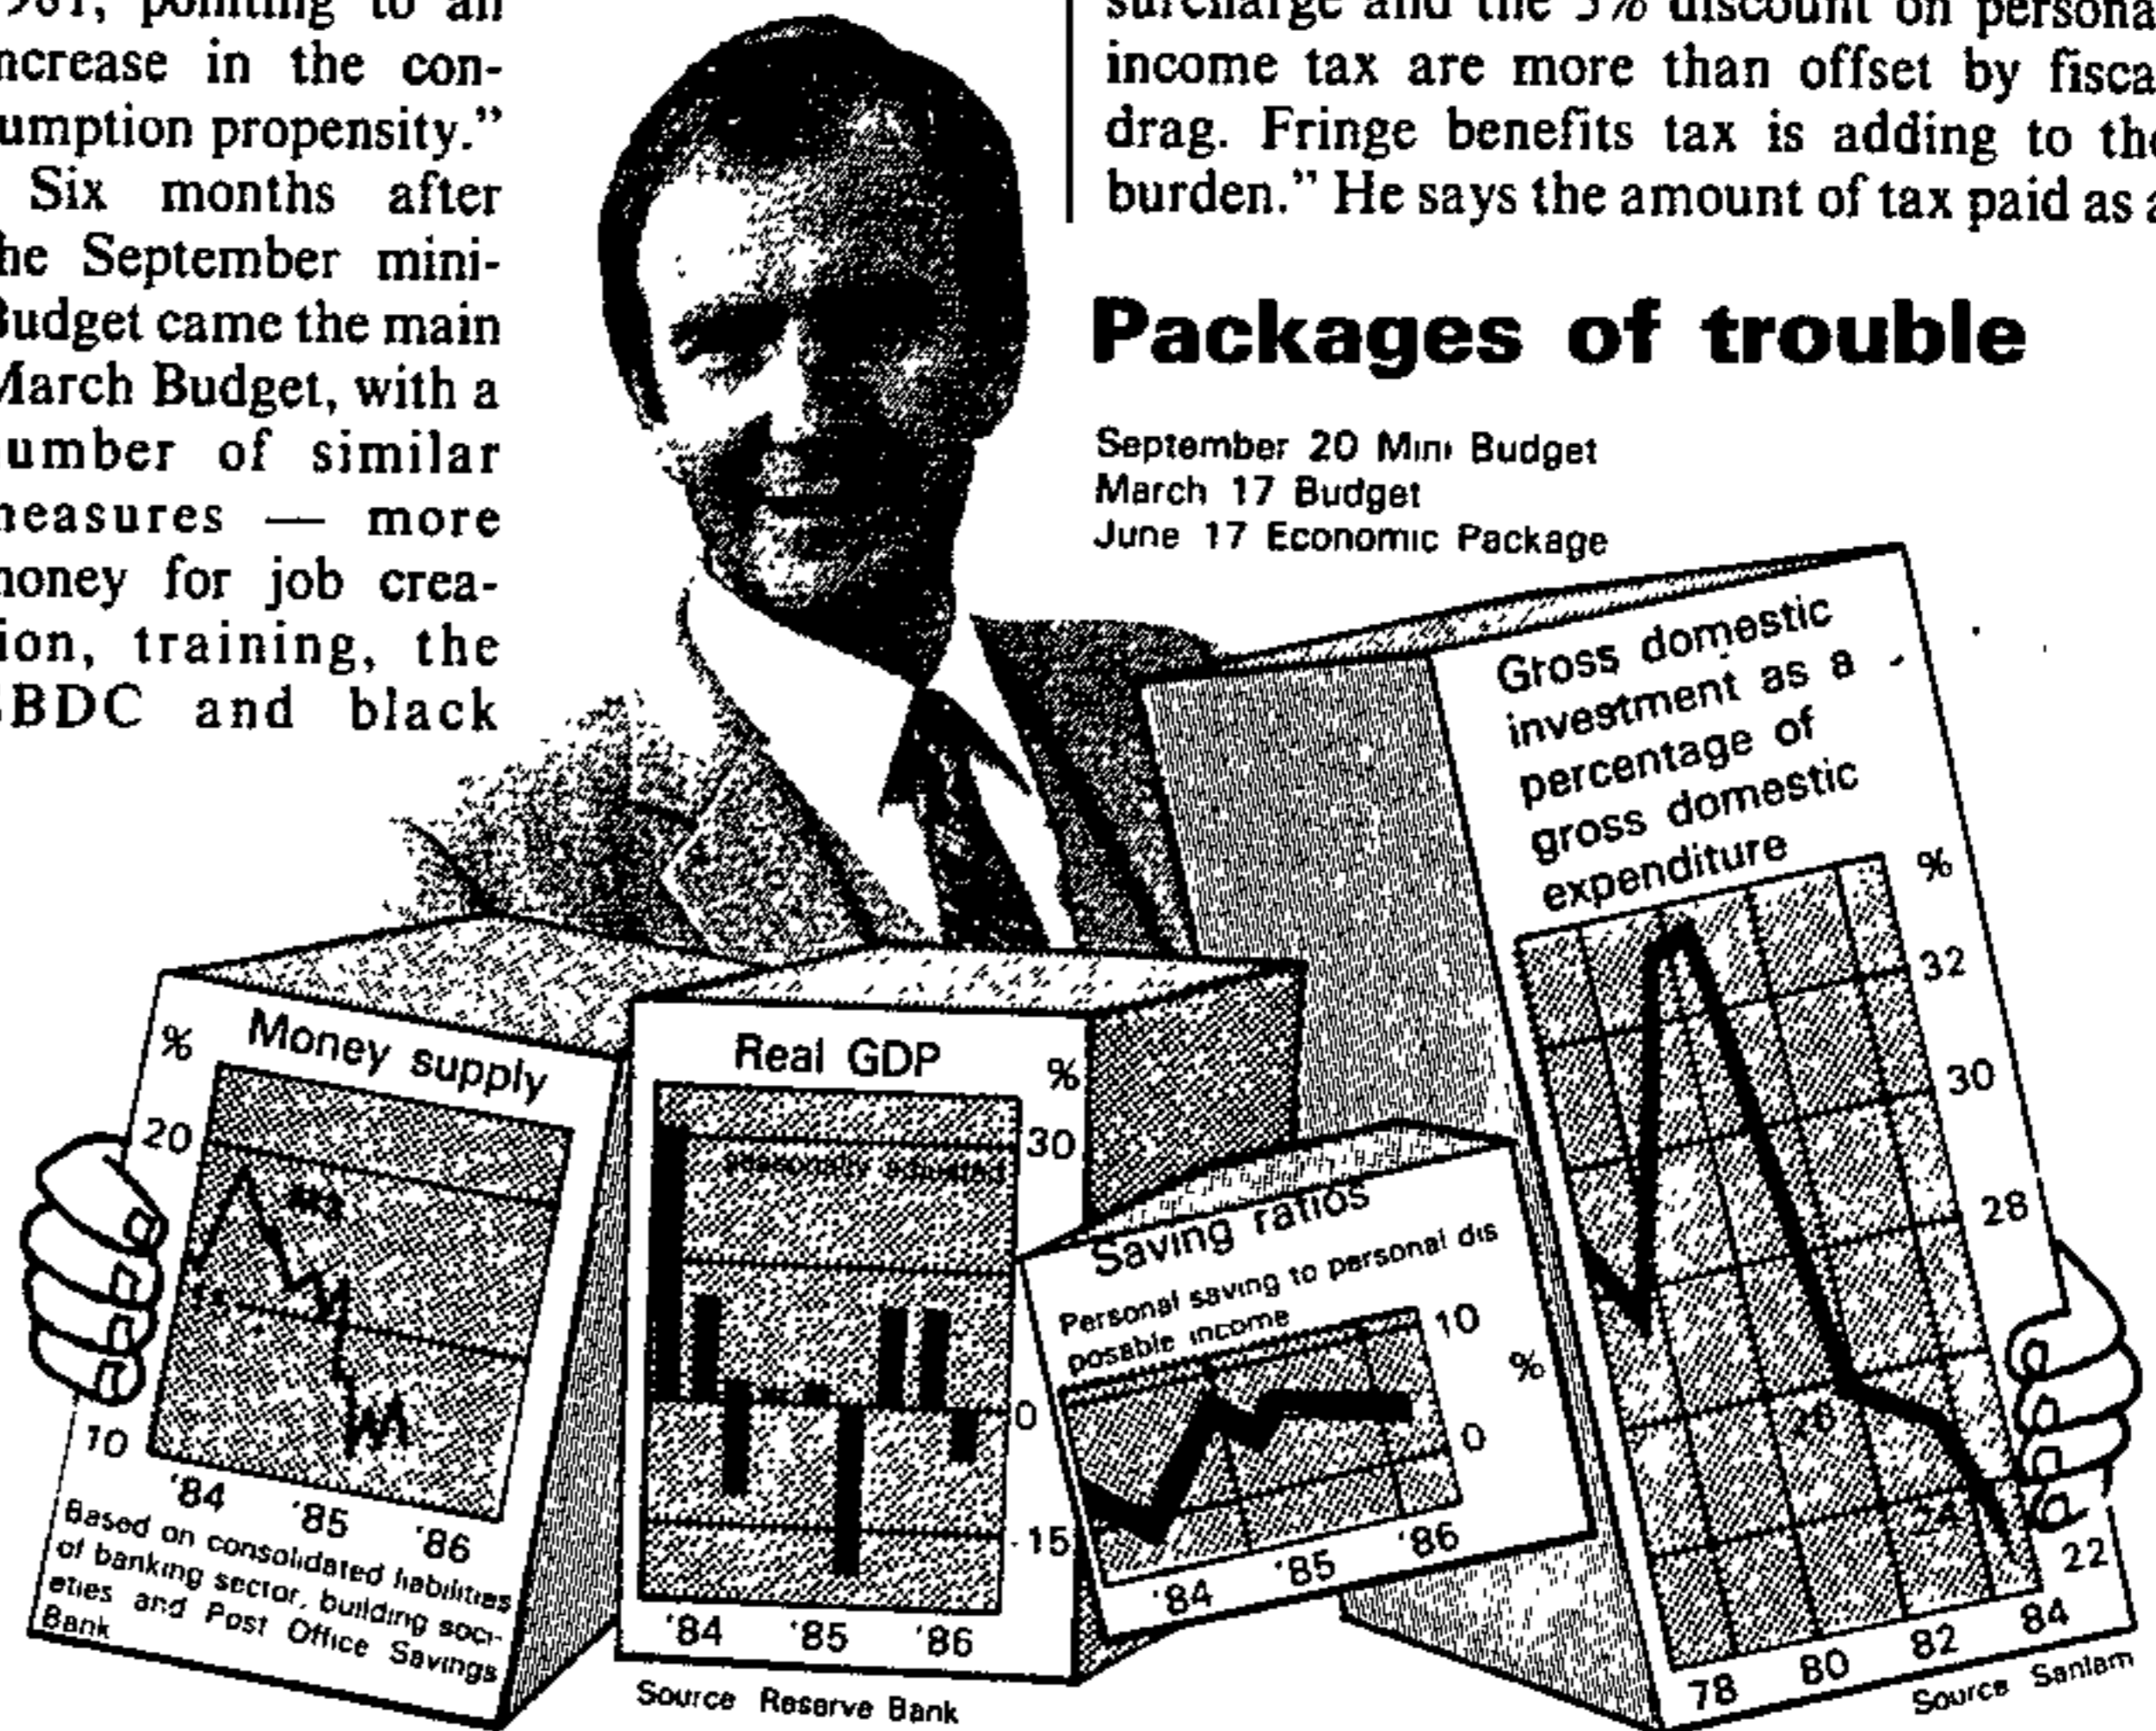 1981, pointing to an
increase in the con-
sumption propensity.”
Six months after
the September mini-
Budget came the main
March Budget, with a
number of similar
measures — more
money for job crea-
tion, training, the
SBDC and black
surcharge and the 5% discount on personal
income tax are more than offset by fiscal
drag. Fringe benefits tax is adding to the
burden.” He says the amount of tax paid as a
Packages of trouble
September 20 Mini Budget
March 17 Budget
June 17 Economic Package
Money supply
%
20
M3
10
'84 '85 '86
Based on consolidated liabilities
of banking sector, building soci-
eties and Post Office Savings
Bank
Real GDP
%
seasonally adjusted
30
0
-15
'84 '85 '86
Source Reserve Bank
Saving ratios
Personal saving to personal dis
posable income
10
%
0
'84 '85 '86
Gross domestic
investment as a
percentage of
gross domestic
expenditure
%
32
30
28
26
24
22
78 80 82 84
Source Sanlam